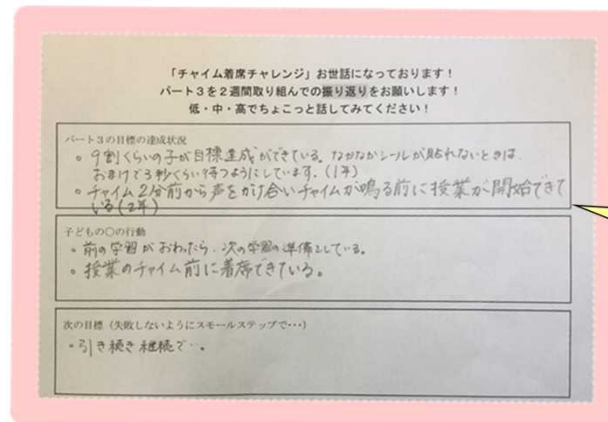 「チャイム着席チャレンジ」お世話になっております！
パート３を２週間取り組んでの振り返りをお願いします！
低・中・高でちょこっと話してみてください！
パート３の目標の達成状況
・9割くらいの子が目標達成ができている。なかなかシールが貼れないときは
おまけで3秒くらい待つようにしています。(1年)
・チャイム2分前から声をかけ合いチャイムが鳴る前に授業が開始できて
いる(2年)
子どもの○の行動
・前の学習がおわったら、次の学習の準備をしている。
・授業のチャイム前に着席できている。
次の目標（失敗しないようにスモールステップで・・・）
・引き続き継続で・・。